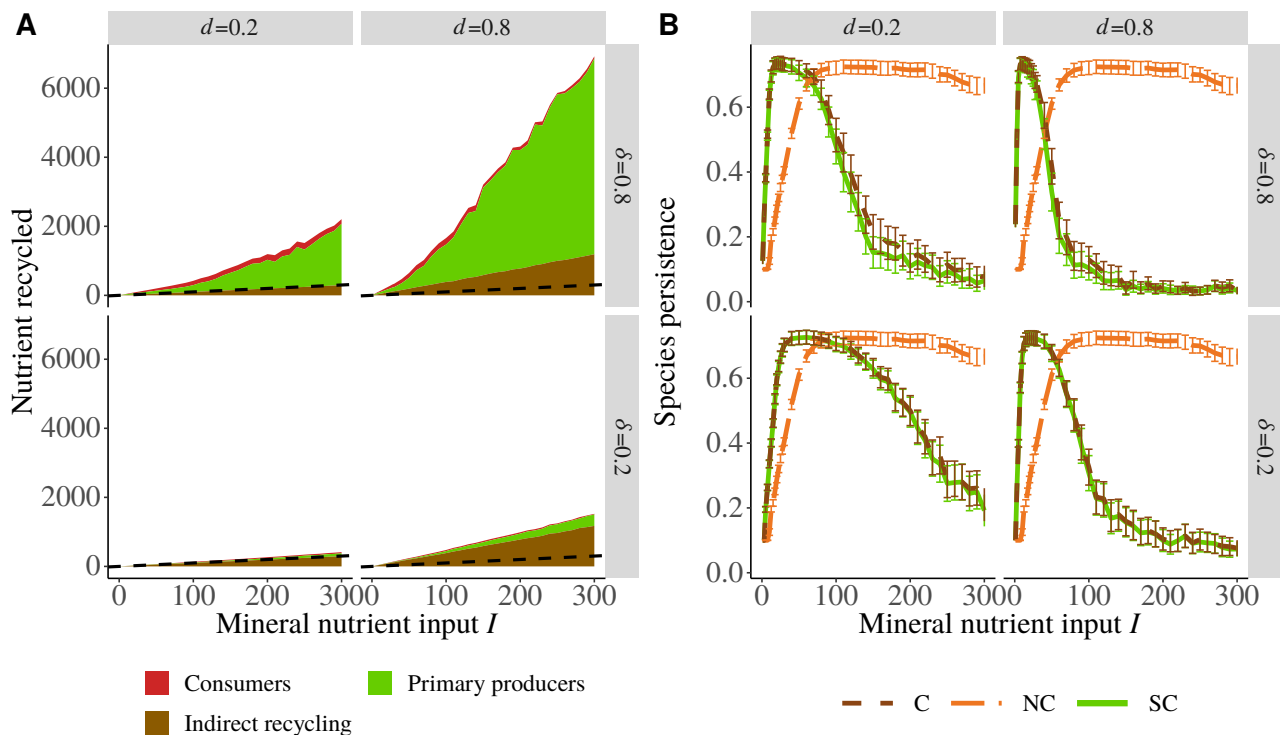 A
d=0.2
d=0.8
Nutrient recycled
6000
4000
2000
0
δ=0.8
6000
4000
2000
0
δ=0.2
0
100
200
300
0
100
200
300
Mineral nutrient input I
Consumers
Primary producers
Indirect recycling
B
d=0.2
d=0.8
Species persistence
0.6
0.4
0.2
0.0
δ=0.8
0.6
0.4
0.2
0.0
δ=0.2
0
100
200
300
0
100
200
300
Mineral nutrient input I
C
NC
SC